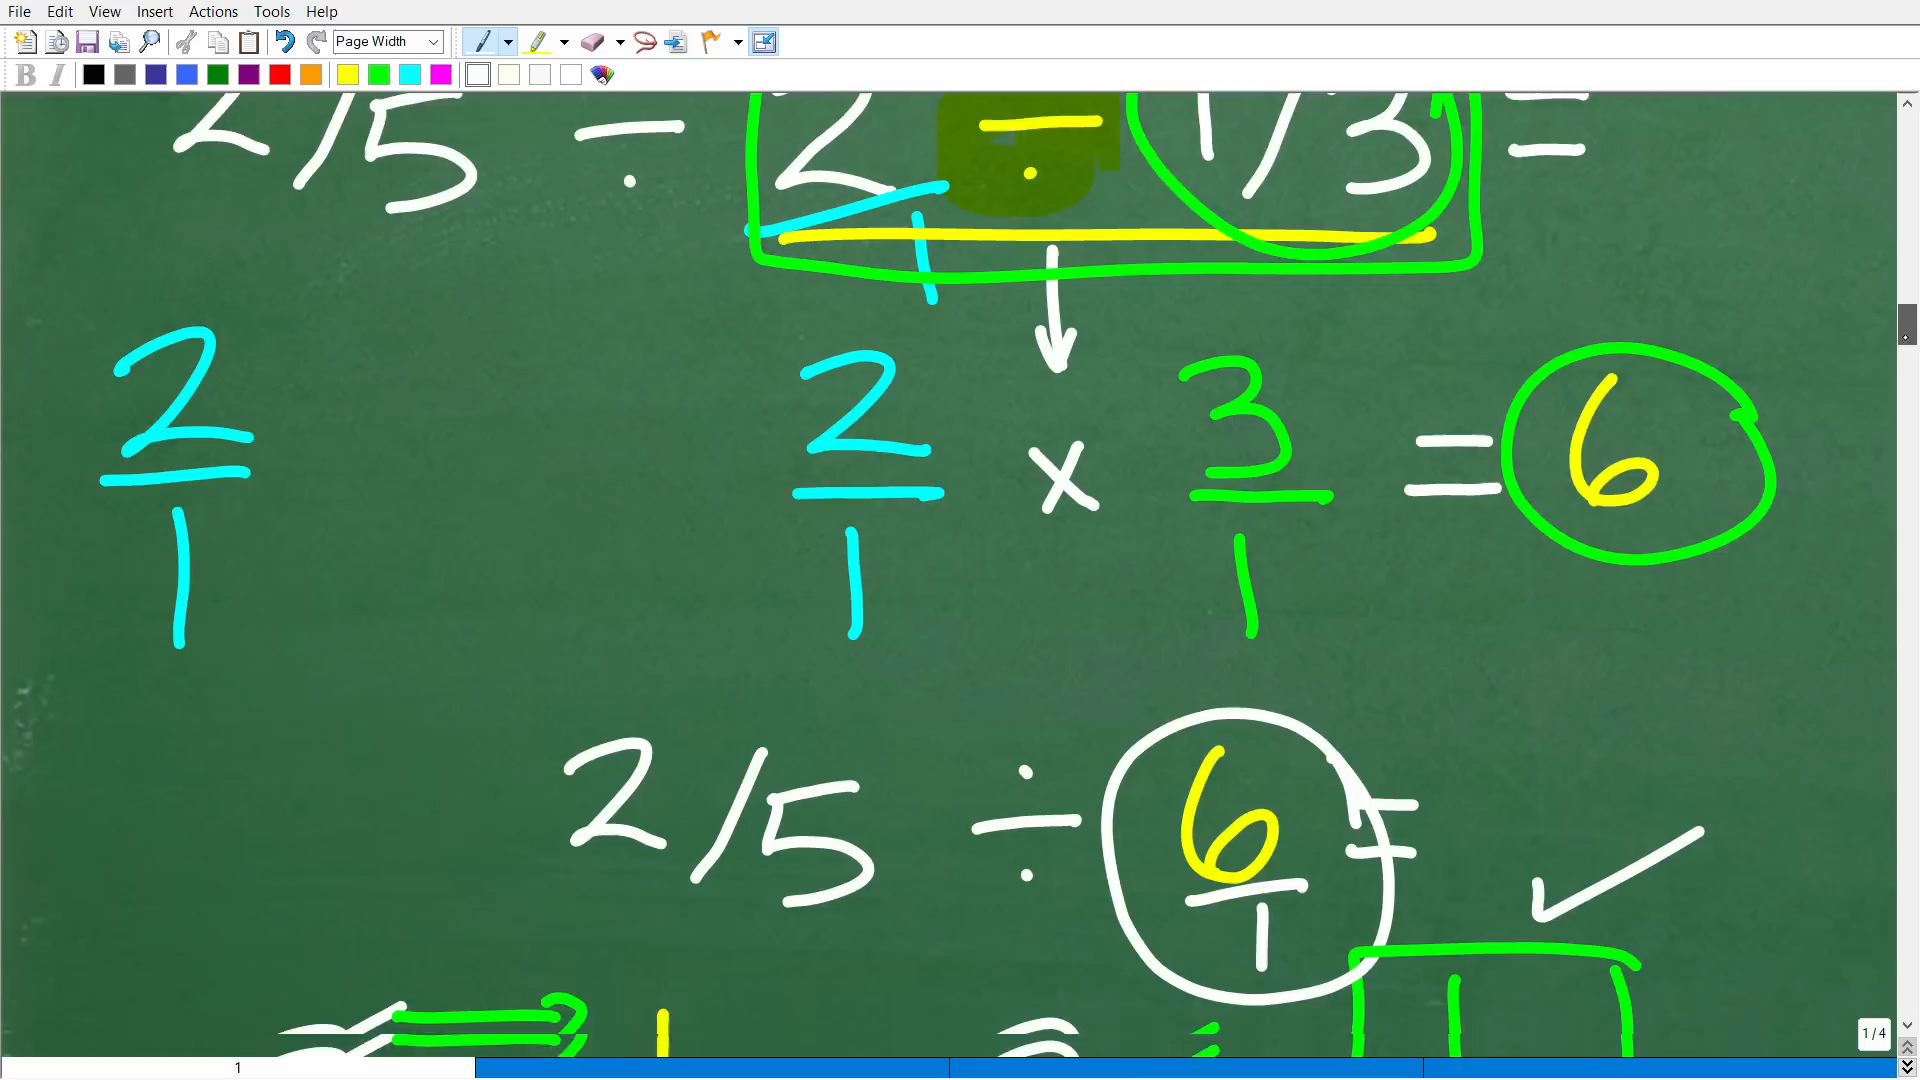 File Edit View Insert Actions Tools Help
Page Width
B I
2/5 ÷ 2 ÷ 1/3 =
2/1 2/1 x 3/1 = 6
2/5 ÷ 6/1 =
1/4
1